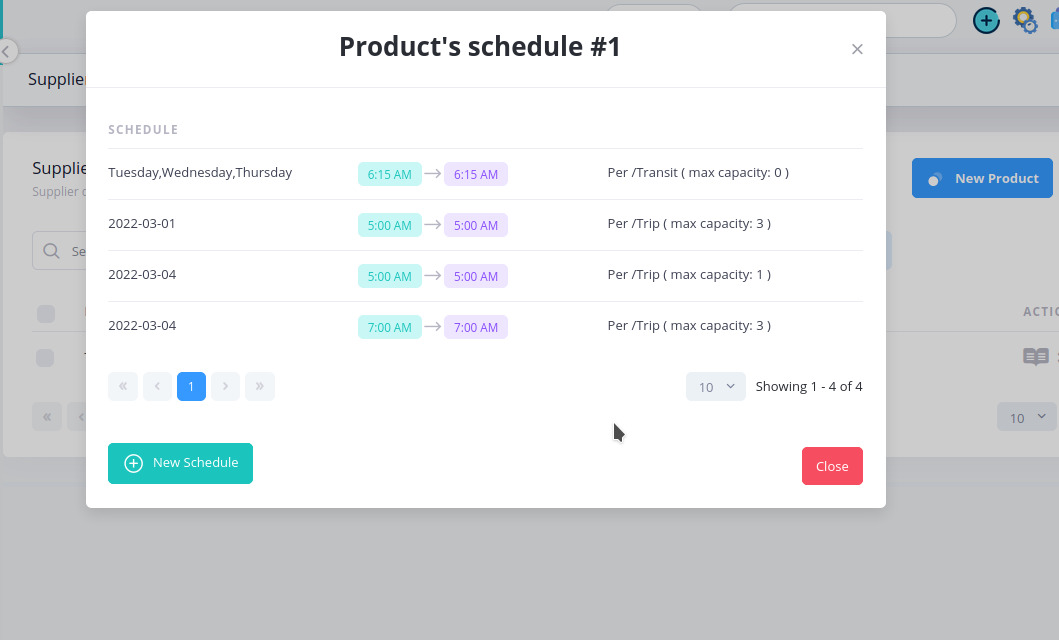 Product's schedule #1
×
Supplie
SCHEDULE
Tuesday,Wednesday,Thursday 6:15 AM → 6:15 AM Per /Transit ( max capacity: 0 )
Supplie
New Product
Supplier
2022-03-01 5:00 AM → 5:00 AM Per /Trip ( max capacity: 3 )
Se
2022-03-04 5:00 AM → 5:00 AM Per /Trip ( max capacity: 1 )
ACTIO
2022-03-04 7:00 AM → 7:00 AM Per /Trip ( max capacity: 3 )
« ‹ 1 › » 10 Showing 1 - 4 of 4
« ‹ 10
New Schedule
Close